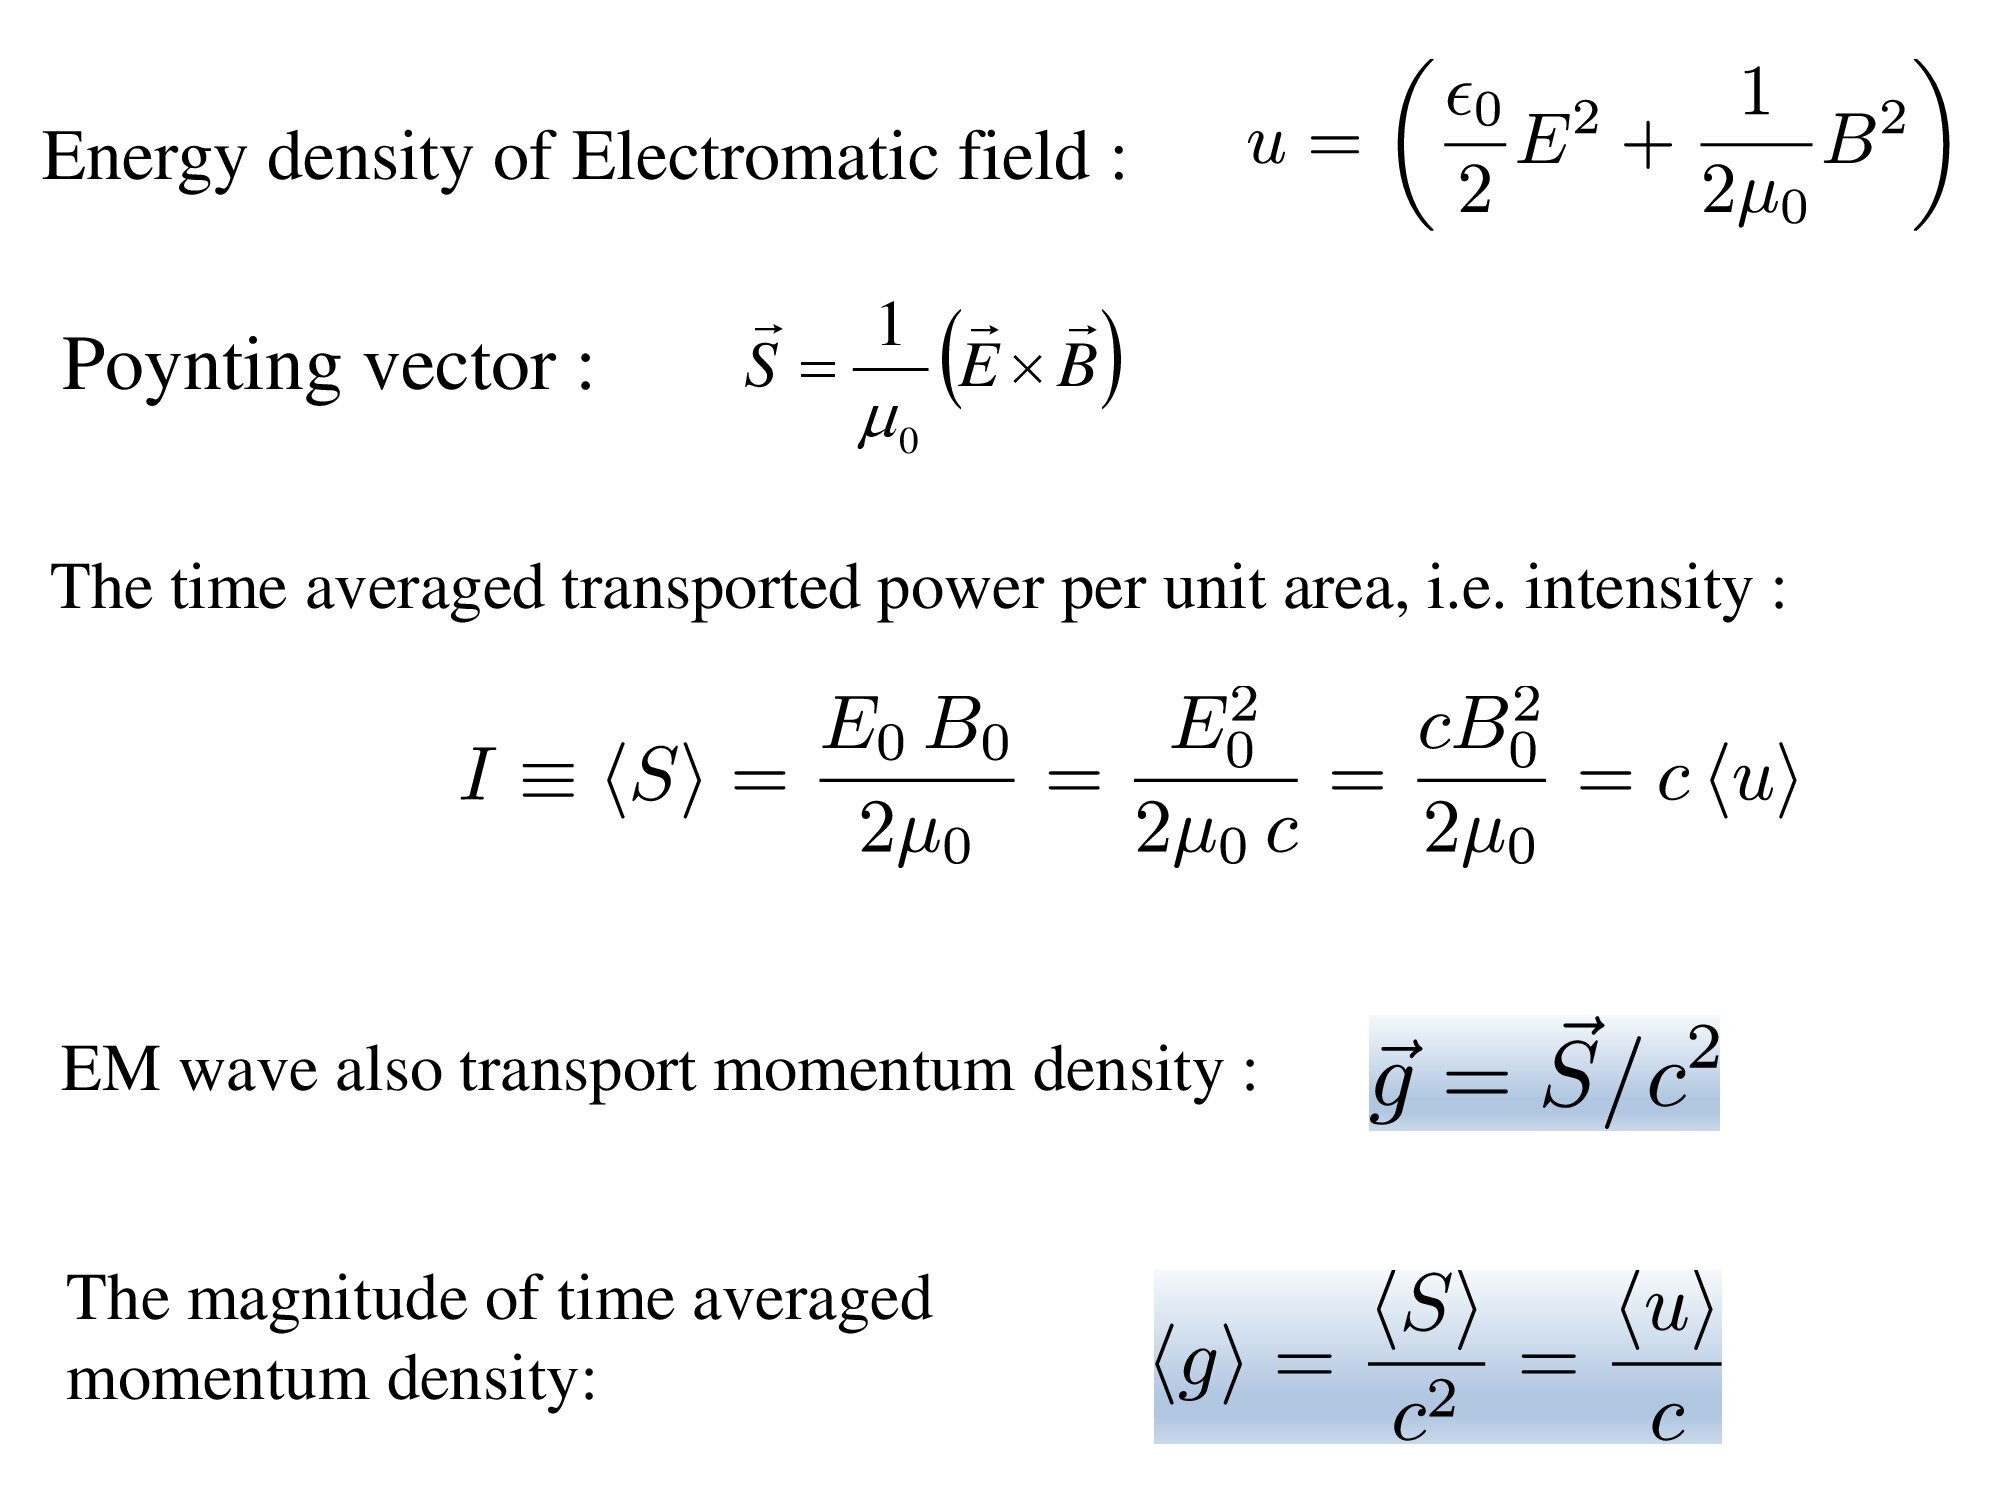 Energy density of Electromatic field : u = ( ϵ₀/2 E² + 1/2μ₀ B² )
Poynting vector : S⃗ = 1/μ₀ (E⃗ × B⃗)
The time averaged transported power per unit area, i.e. intensity :
I ≡ ⟨S⟩ = E₀ B₀/2μ₀ = E₀²/2μ₀ c = cB₀²/2μ₀ = c ⟨u⟩
EM wave also transport momentum density : g⃗ = S⃗/c²
The magnitude of time averaged
momentum density: ⟨g⟩ = ⟨S⟩/c² = ⟨u⟩/c